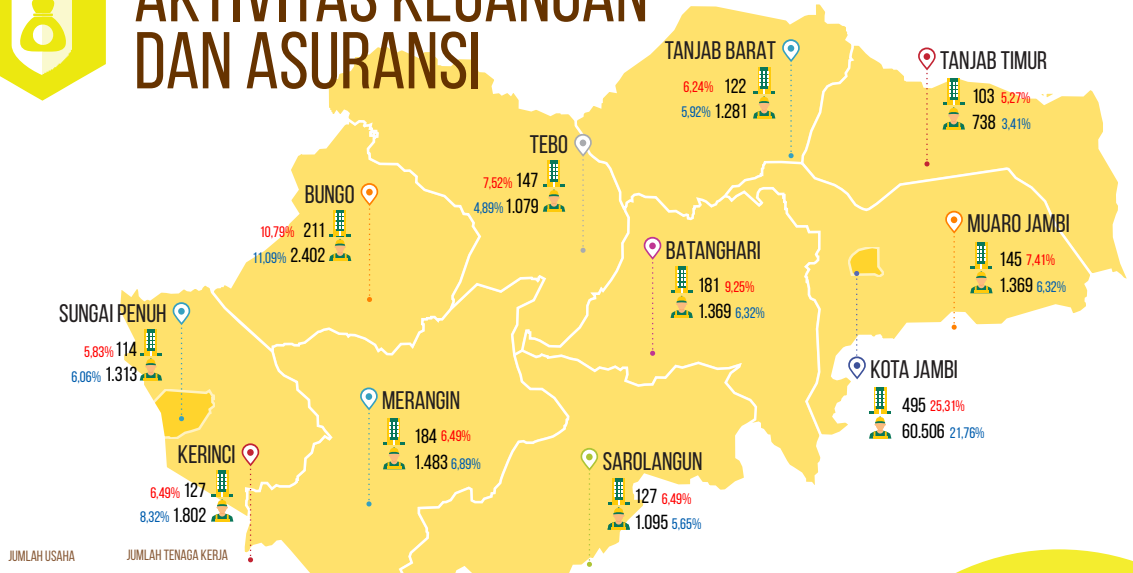 AKTIVITAS KEUANGAN
DAN ASURANSI
TANJAB BARAT
6,24% 122
5,92% 1.281
TANJAB TIMUR
103 5,27%
738 3,41%
TEBO
7,52% 147
4,89% 1.079
BUNGO
10,79% 211
11,09% 2.402
BATANGHARI
181 9,25%
1.369 6,32%
MUARO JAMBI
145 7,41%
1.369 6,32%
SUNGAI PENUH
5,83% 114
6,06% 1.313
KOTA JAMBI
495 25,31%
60.506 21,76%
MERANGIN
184 6,49%
1.483 6,89%
KERINCI
6,49% 127
8,32% 1.802
SAROLANGUN
127 6,49%
1.095 5,65%
JUMLAH USAHA
JUMLAH TENAGA KERJA